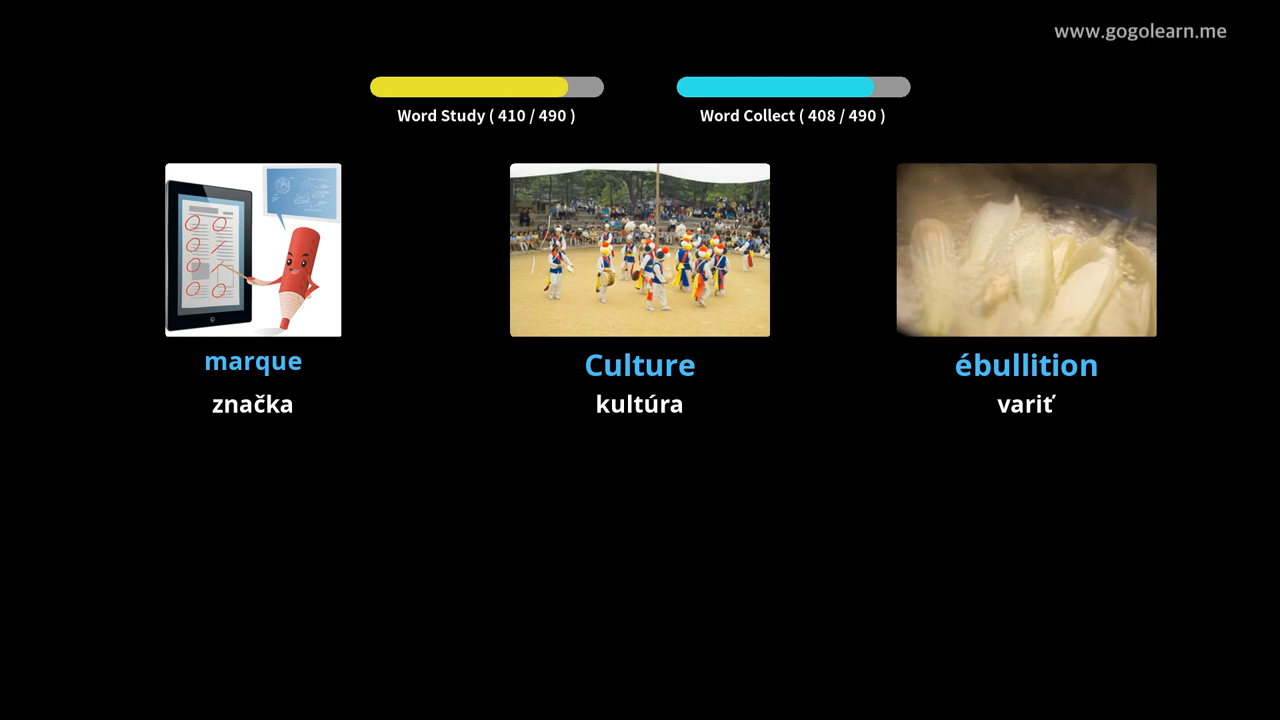 www.gogolearn.me
Word Study ( 410 / 490 )
Word Collect ( 408 / 490 )
marque
Culture
ébullition
značka
kultúra
variť